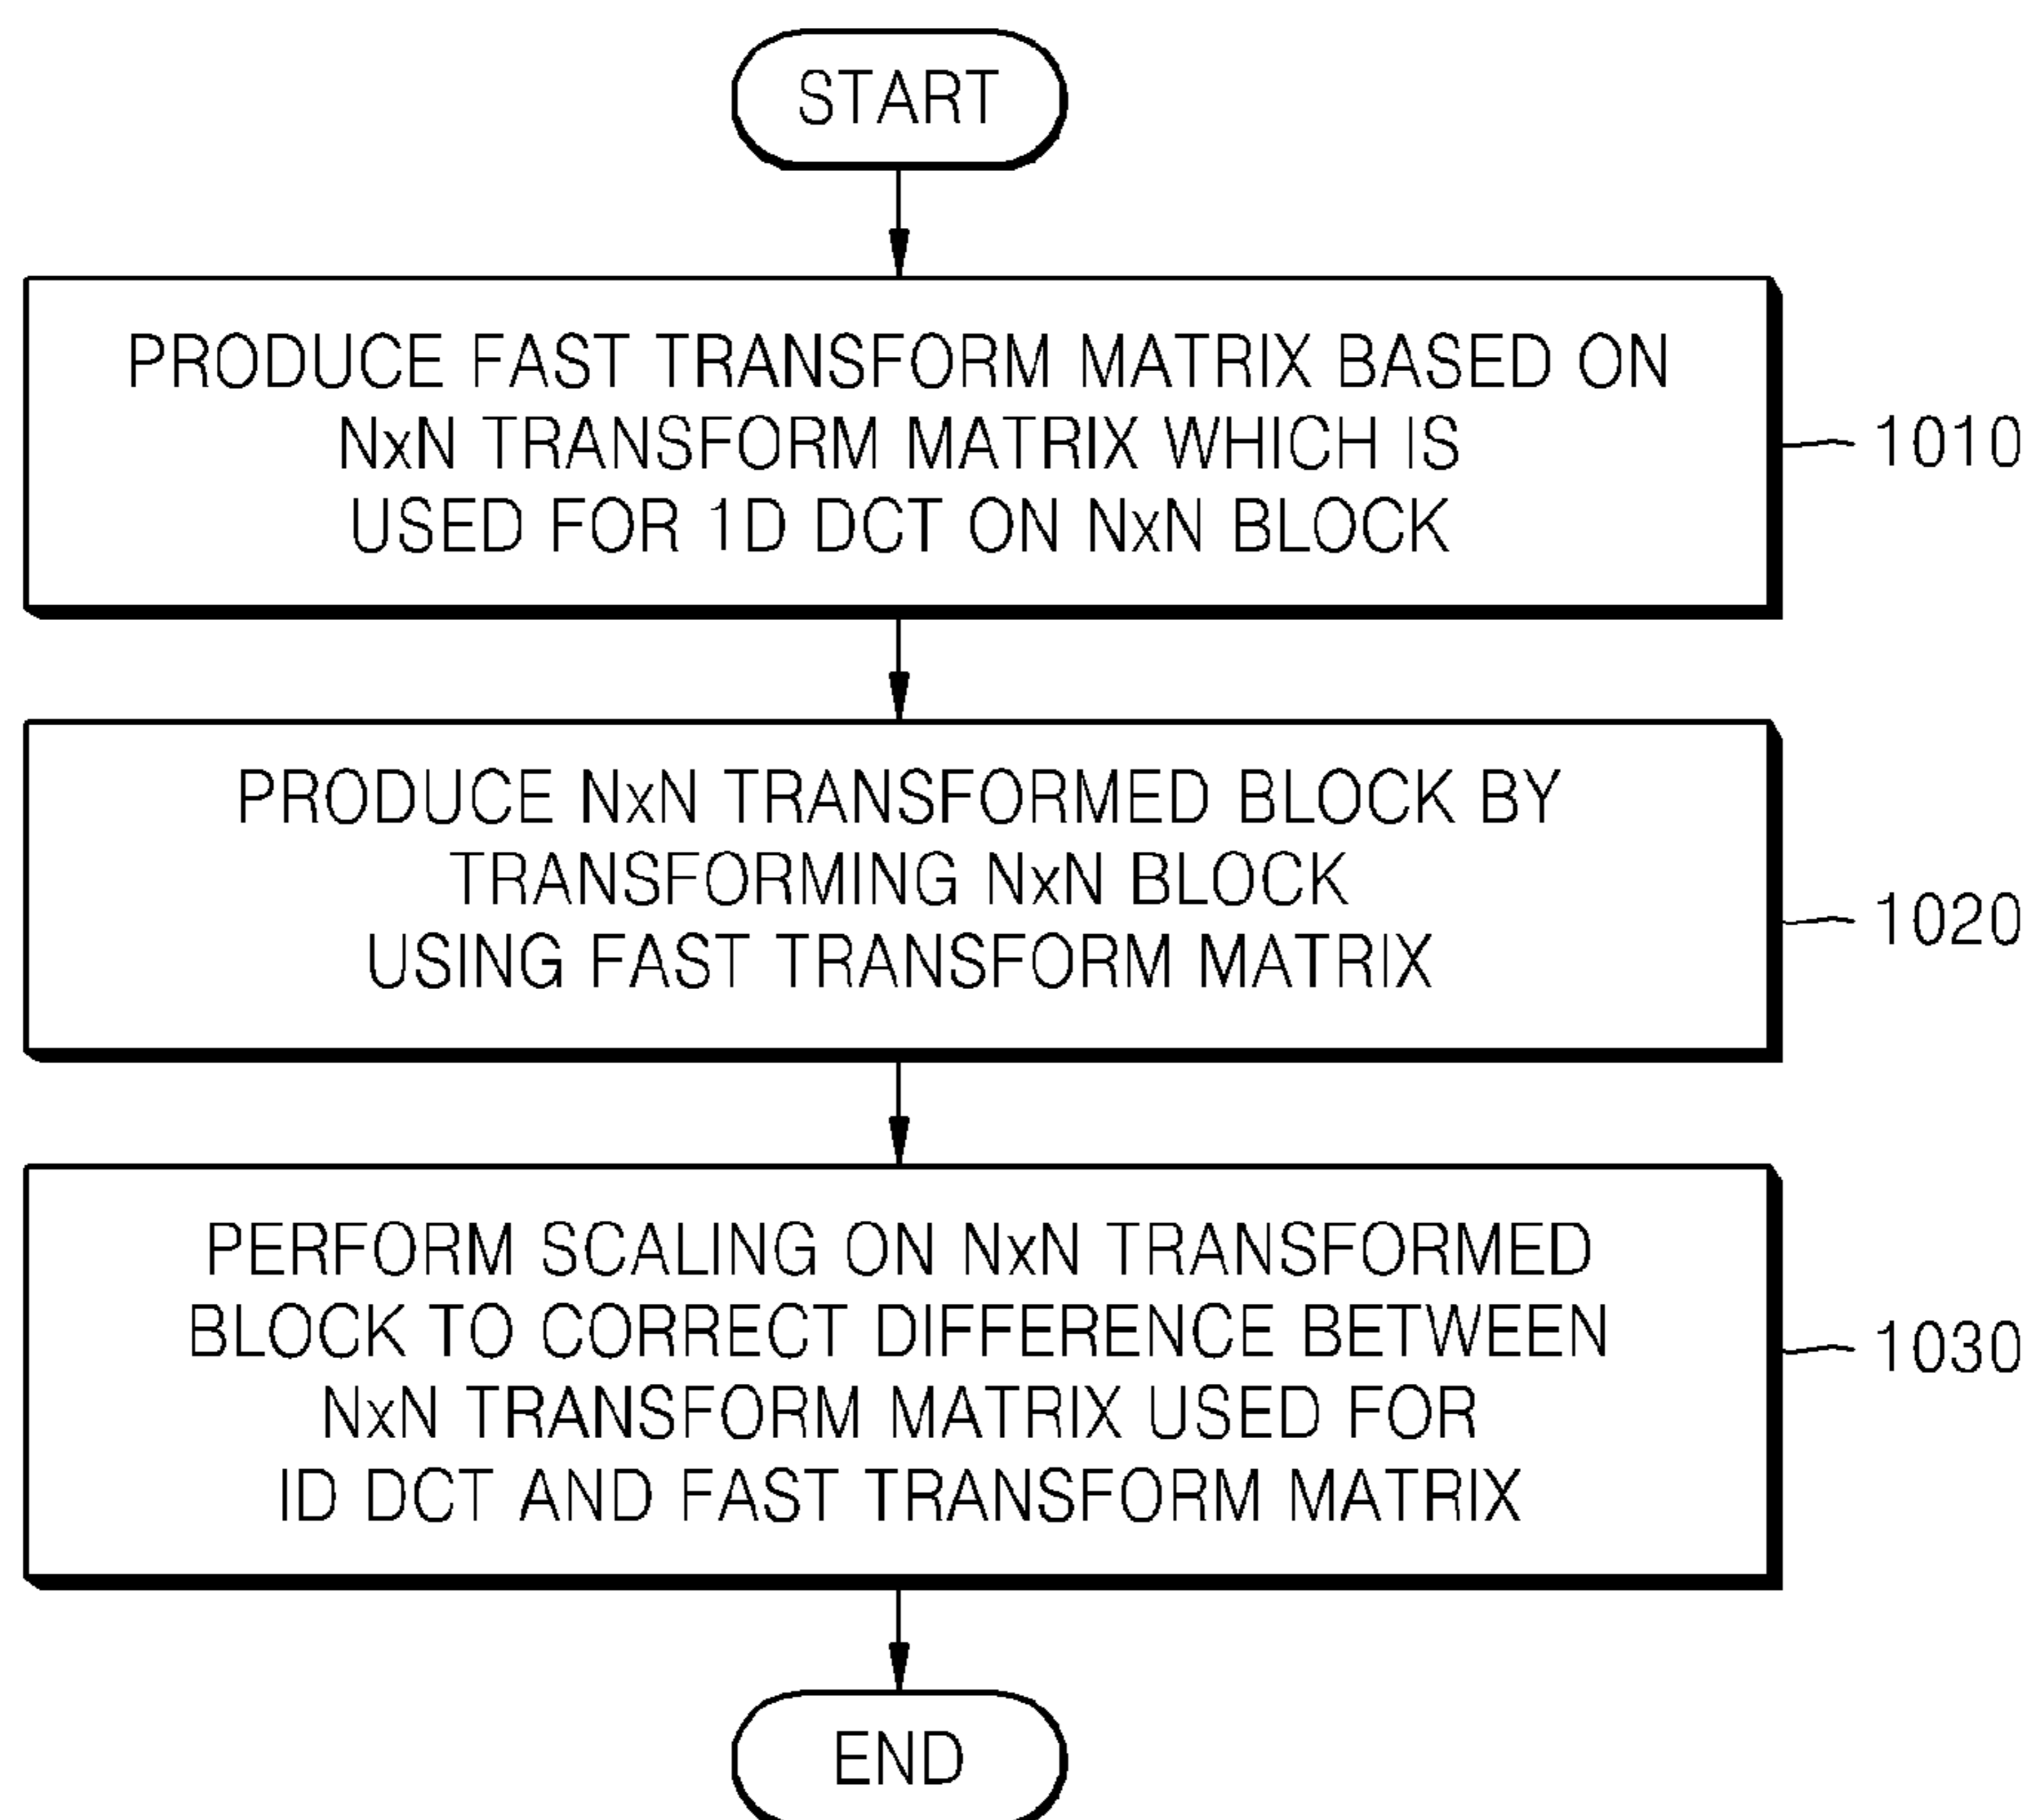 START
PRODUCE FAST TRANSFORM MATRIX BASED ON
NxN TRANSFORM MATRIX WHICH IS
USED FOR 1D DCT ON NxN BLOCK
1010
PRODUCE NxN TRANSFORMED BLOCK BY
TRANSFORMING NxN BLOCK
USING FAST TRANSFORM MATRIX
1020
PERFORM SCALING ON NxN TRANSFORMED
BLOCK TO CORRECT DIFFERENCE BETWEEN
NxN TRANSFORM MATRIX USED FOR
ID DCT AND FAST TRANSFORM MATRIX
1030
END